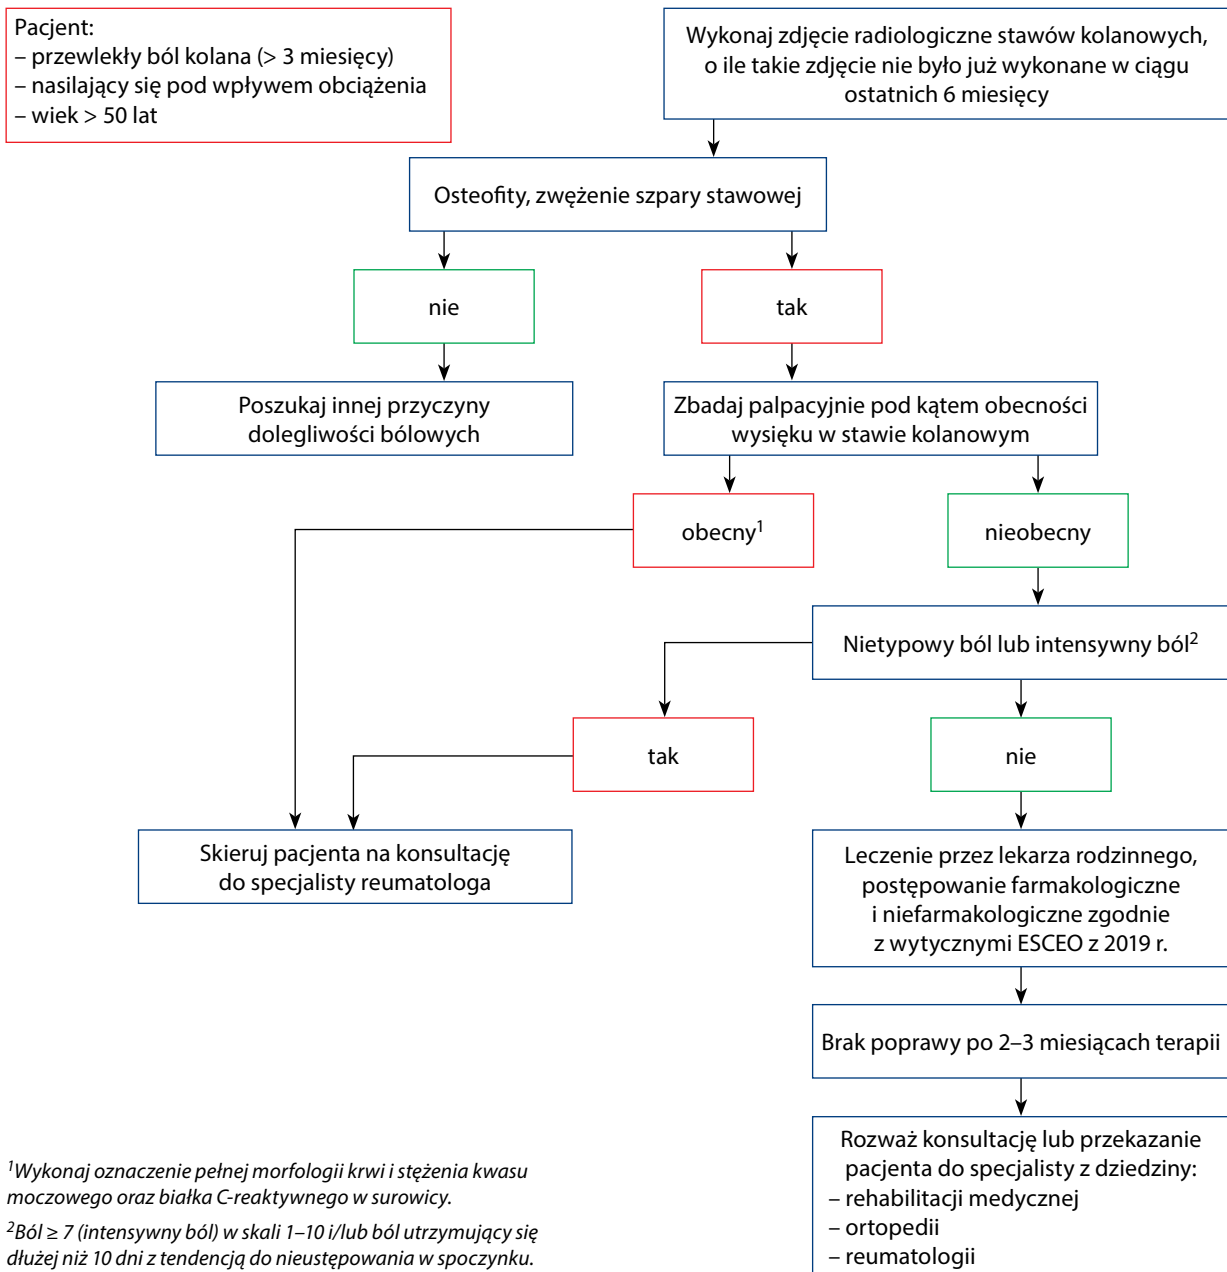 Pacjent:
– przewlekły ból kolana (> 3 miesięcy)
– nasilający się pod wpływem obciążenia
– wiek > 50 lat
Wykonaj zdjęcie radiologiczne stawów kolanowych,
o ile takie zdjęcie nie było już wykonane w ciągu
ostatnich 6 miesięcy
Osteofity, zwężenie szpary stawowej
nie
tak
Poszukaj innej przyczyny
dolegliwości bólowych
Zbadaj palpacyjnie pod kątem obecności
wysięku w stawie kolanowym
obecny¹
nieobecny
Nietypowy ból lub intensywny ból²
tak
nie
Skieruj pacjenta na konsultację
do specjalisty reumatologa
Leczenie przez lekarza rodzinnego,
postępowanie farmakologiczne
i niefarmakologiczne zgodnie
z wytycznymi ESCEO z 2019 r.
Brak poprawy po 2–3 miesiącach terapii
Rozważ konsultację lub przekazanie
pacjenta do specjalisty z dziedziny:
– rehabilitacji medycznej
– ortopedii
– reumatologii
¹Wykonaj oznaczenie pełnej morfologii krwi i stężenia kwasu
moczowego oraz białka C-reaktywnego w surowicy.
²Ból ≥ 7 (intensywny ból) w skali 1–10 i/lub ból utrzymujący się
dłużej niż 10 dni z tendencją do nieustępowania w spoczynku.